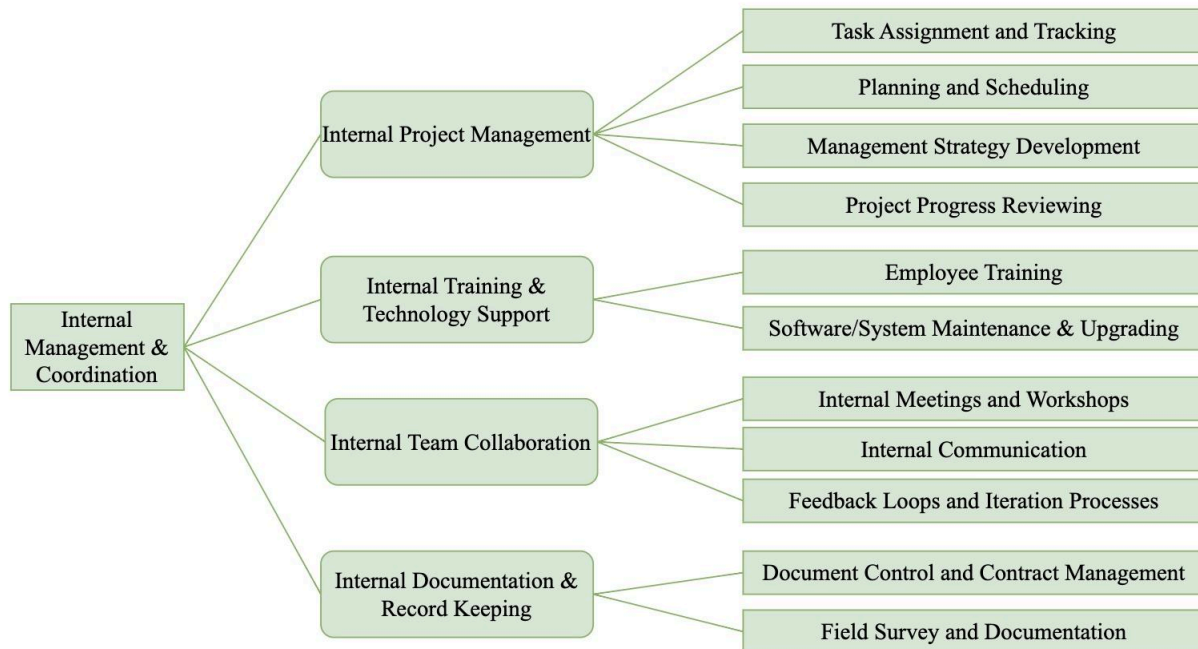 Internal
Management &
Coordination
Internal Project Management
Task Assignment and Tracking
Planning and Scheduling
Management Strategy Development
Project Progress Reviewing
Internal Training &
Technology Support
Employee Training
Software/System Maintenance & Upgrading
Internal Team Collaboration
Internal Meetings and Workshops
Internal Communication
Feedback Loops and Iteration Processes
Internal Documentation &
Record Keeping
Document Control and Contract Management
Field Survey and Documentation